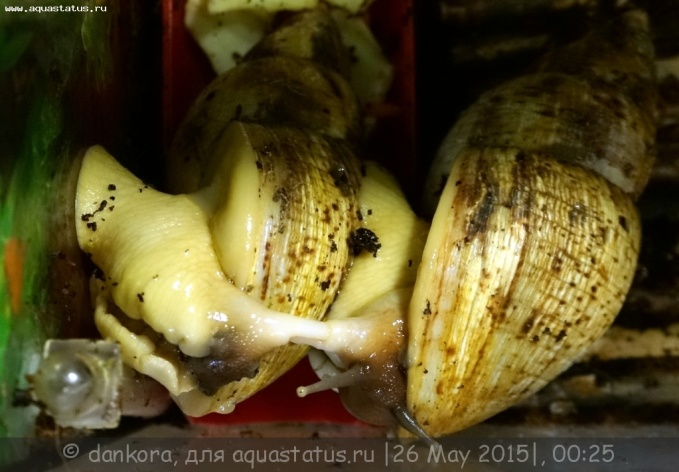 www.aquastatus.ru
© dankora, для aquastatus.ru |26 May 2015|, 00:25